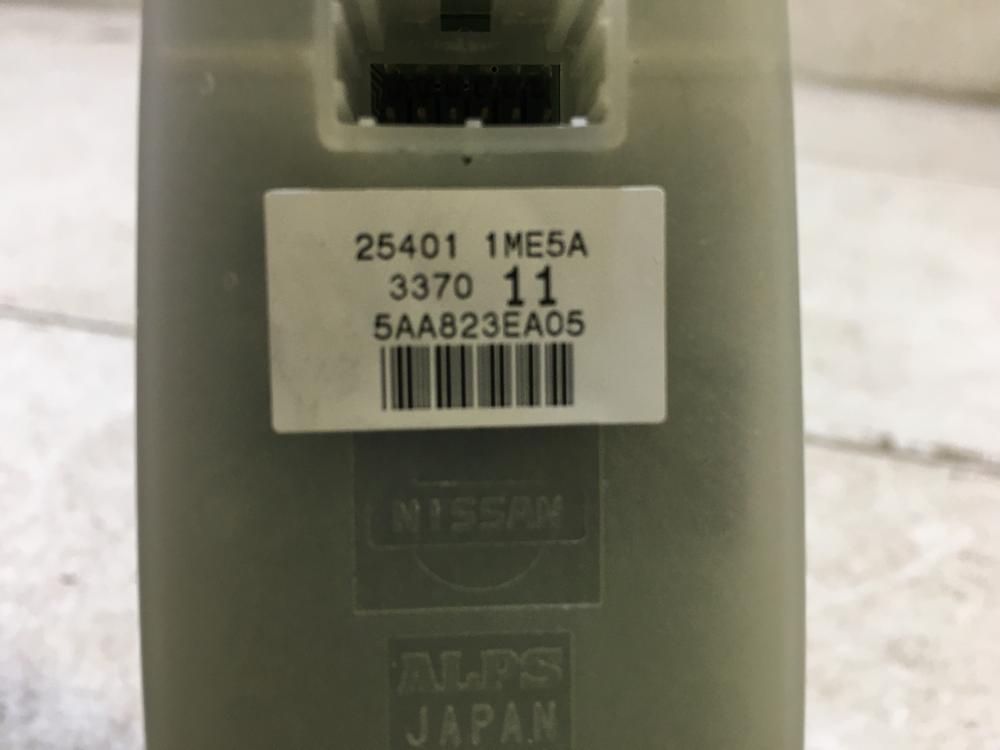 25401 1ME5A
3370 11
5AA823EA05
NISSAN
ALPS
JAPAN